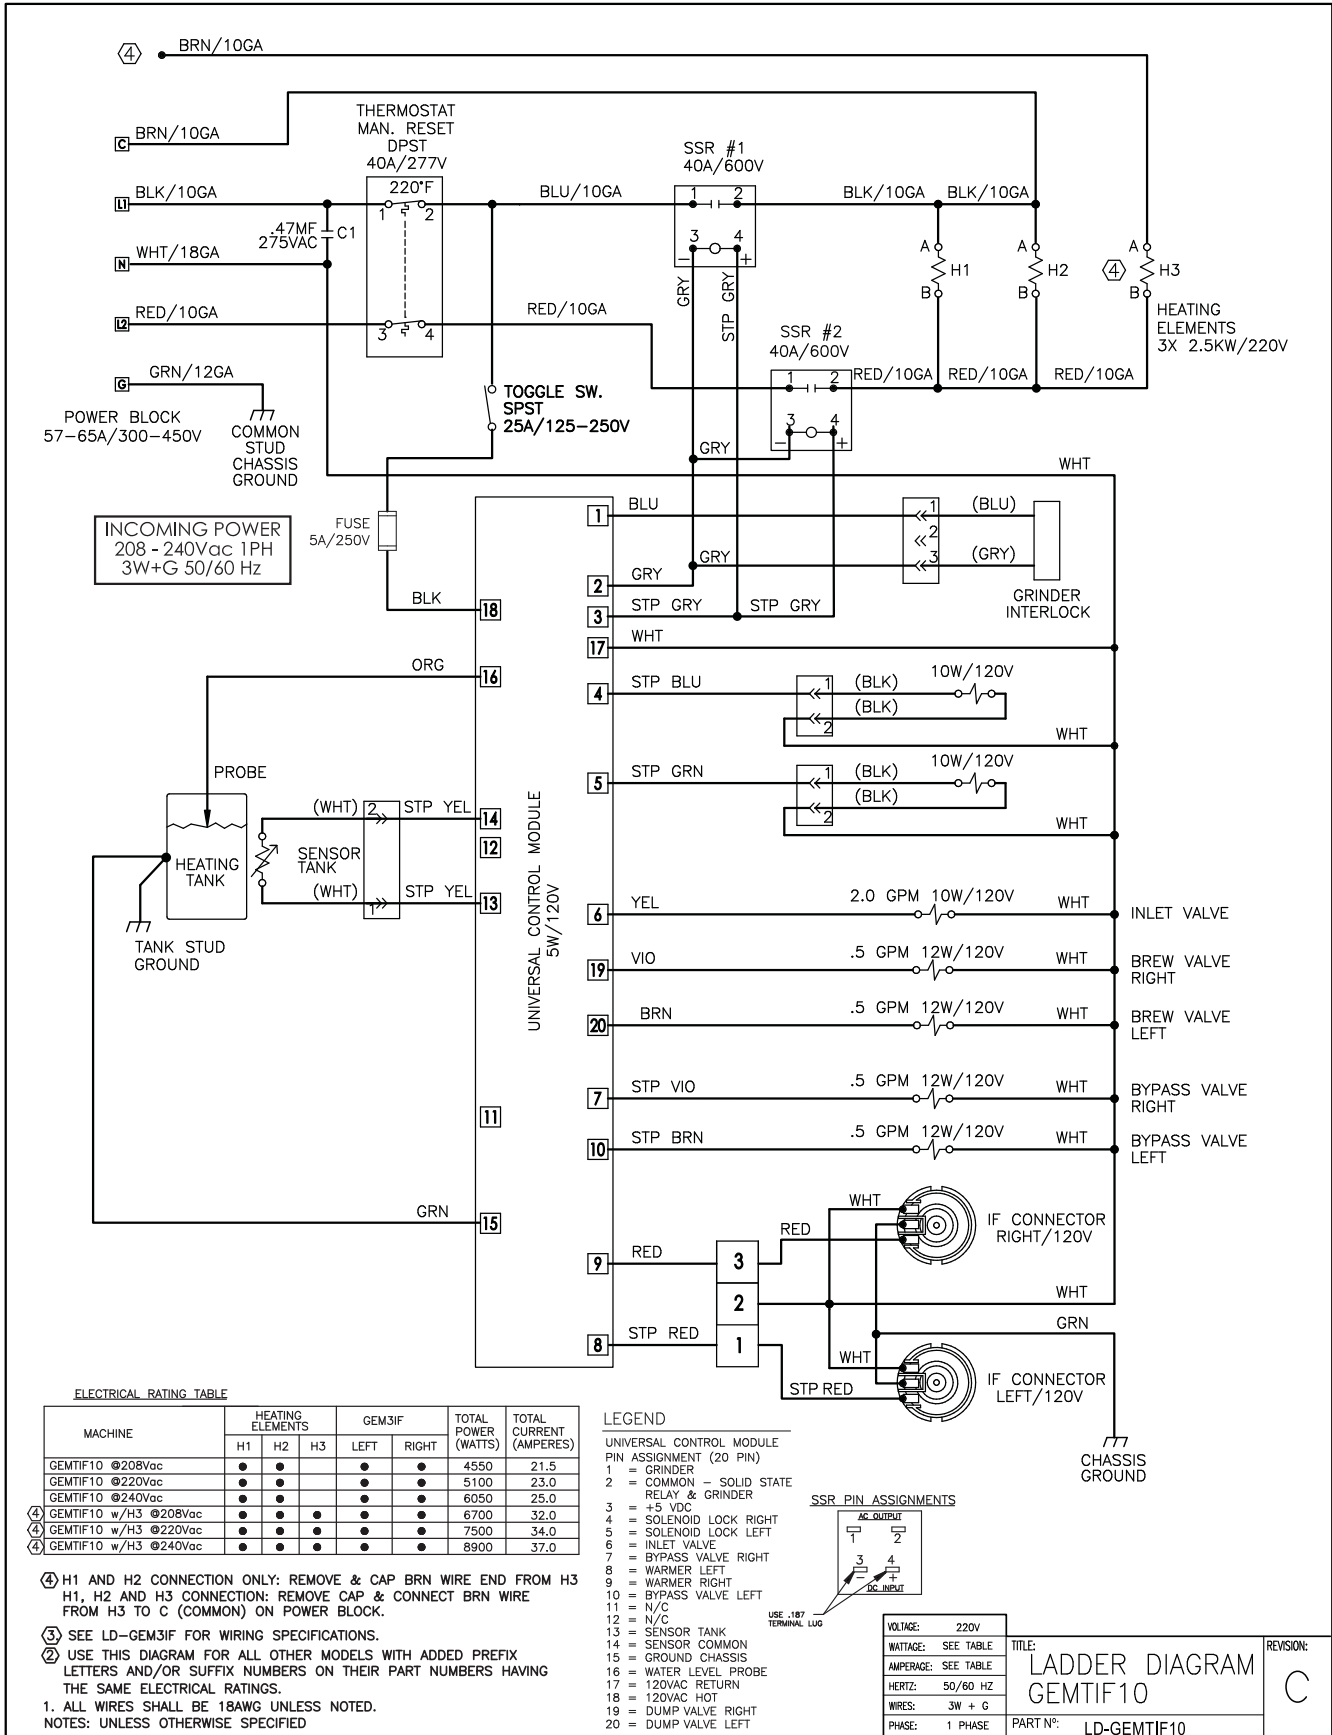 4 BRN/10GA
C BRN/10GA
THERMOSTAT
MAN. RESET
DPST
40A/277V
220°F
1 2
3 4
L1 BLK/10GA
.47MF
275VAC
C1
N WHT/18GA
L2 RED/10GA
G GRN/12GA
POWER BLOCK
57-65A/300-450V
COMMON
STUD
CHASSIS
GROUND
BLU/10GA
RED/10GA
SSR #1
40A/600V
1 2
3 4
- +
GRY
STP GRY
BLK/10GA BLK/10GA
SSR #2
40A/600V
1 2
3 4
- +
RED/10GA RED/10GA RED/10GA
A H1 B
A H2 B
4 A H3 B
HEATING
ELEMENTS
3X 2.5KW/220V
TOGGLE SW.
SPST
25A/125-250V
GRY
WHT
INCOMING POWER
208 - 240Vac 1PH
3W+G 50/60 Hz
FUSE
5A/250V
BLK 18
ORG 16
PROBE
HEATING
TANK
TANK STUD
GROUND
SENSOR
TANK
(WHT) 2 STP YEL 14
12
(WHT) 1 STP YEL 13
11
GRN 15
UNIVERSAL CONTROL MODULE
5W/120V
1 BLU 1 (BLU)
2
GRY 3 (GRY)
GRINDER
INTERLOCK
2 GRY
3 STP GRY STP GRY
17 WHT
4 STP BLU 1 (BLK) 10W/120V
2 (BLK)
WHT
5 STP GRN 1 (BLK) 10W/120V
2 (BLK)
WHT
6 YEL 2.0 GPM 10W/120V WHT INLET VALVE
19 VIO .5 GPM 12W/120V WHT BREW VALVE
RIGHT
20 BRN .5 GPM 12W/120V WHT BREW VALVE
LEFT
7 STP VIO .5 GPM 12W/120V WHT BYPASS VALVE
RIGHT
10 STP BRN .5 GPM 12W/120V WHT BYPASS VALVE
LEFT
WHT
IF CONNECTOR
RIGHT/120V
9 RED 3 RED
2 WHT
GRN
8 STP RED 1
WHT
STP RED
IF CONNECTOR
LEFT/120V
CHASSIS
GROUND
ELECTRICAL RATING TABLE
MACHINE HEATING ELEMENTS GEM3IF TOTAL POWER (WATTS) TOTAL CURRENT (AMPERES)
H1 H2 H3 LEFT RIGHT
GEMTIF10 @208Vac ● ● ● ● 4550 21.5
GEMTIF10 @220Vac ● ● ● ● 5100 23.0
GEMTIF10 @240Vac ● ● ● ● 6050 25.0
4 GEMTIF10 w/H3 @208Vac ● ● ● ● ● 6700 32.0
4 GEMTIF10 w/H3 @220Vac ● ● ● ● ● 7500 34.0
4 GEMTIF10 w/H3 @240Vac ● ● ● ● ● 8900 37.0
4 H1 AND H2 CONNECTION ONLY: REMOVE & CAP BRN WIRE END FROM H3
H1, H2 AND H3 CONNECTION: REMOVE CAP & CONNECT BRN WIRE
FROM H3 TO C (COMMON) ON POWER BLOCK.
3. SEE LD-GEM3IF FOR WIRING SPECIFICATIONS.
2 USE THIS DIAGRAM FOR ALL OTHER MODELS WITH ADDED PREFIX
LETTERS AND/OR SUFFIX NUMBERS ON THEIR PART NUMBERS HAVING
THE SAME ELECTRICAL RATINGS.
1. ALL WIRES SHALL BE 18AWG UNLESS NOTED.
NOTES: UNLESS OTHERWISE SPECIFIED
LEGEND
UNIVERSAL CONTROL MODULE
PIN ASSIGNMENT (20 PIN)
1 = GRINDER
2 = COMMON - SOLID STATE
RELAY & GRINDER
3 = +5 VDC
4 = SOLENOID LOCK RIGHT
5 = SOLENOID LOCK LEFT
6 = INLET VALVE
7 = BYPASS VALVE RIGHT
8 = WARMER LEFT
9 = WARMER RIGHT
10 = BYPASS VALVE LEFT
11 = N/C
12 = N/C
13 = SENSOR TANK
14 = SENSOR COMMON
15 = GROUND CHASSIS
16 = WATER LEVEL PROBE
17 = 120VAC RETURN
18 = 120VAC HOT
19 = DUMP VALVE RIGHT
20 = DUMP VALVE LEFT
SSR PIN ASSIGNMENTS
AC OUTPUT
1 2
3 4
- +
DC INPUT
USE .187
TERMINAL LUG
VOLTAGE: 220V
WATTAGE: SEE TABLE
AMPERAGE: SEE TABLE
HERTZ: 50/60 HZ
WIRES: 3W + G
PHASE: 1 PHASE
TITLE:
LADDER DIAGRAM
GEMTIF10
PART Nº: LD-GEMTIF10
REVISION:
C